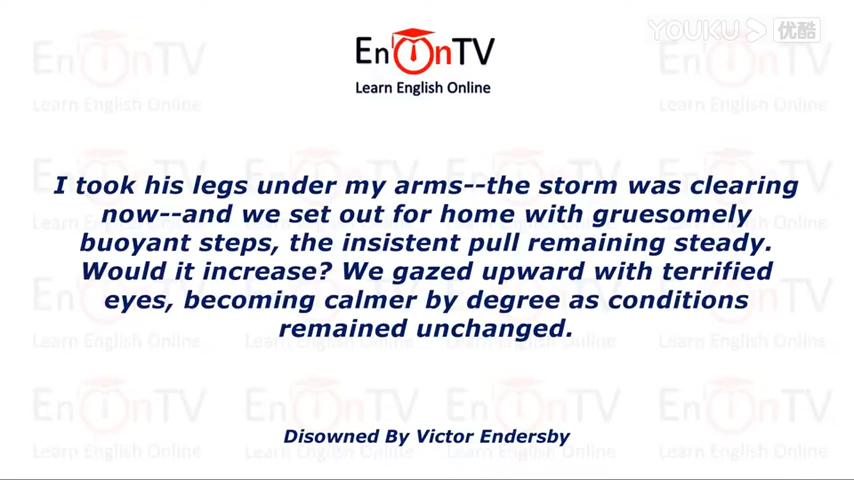 YOUKU 优酷
EnOnTV
Learn English Online
I took his legs under my arms--the storm was clearing
now--and we set out for home with gruesomely
buoyant steps, the insistent pull remaining steady.
Would it increase? We gazed upward with terrified
eyes, becoming calmer by degree as conditions
remained unchanged.
Disowned By Victor Endersby